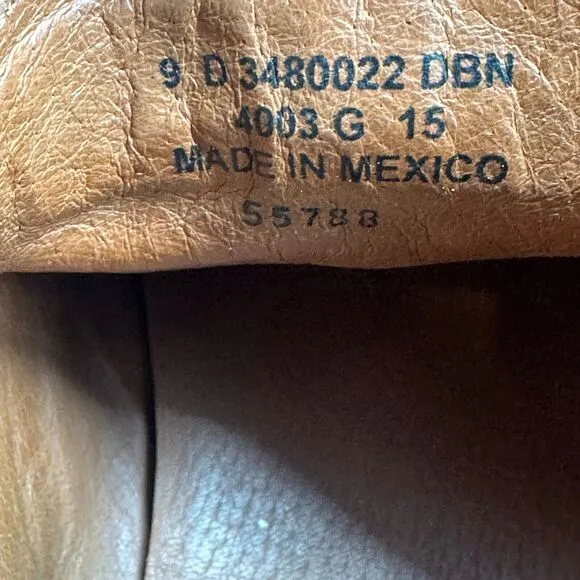 9 D 3480022 DBN
4003 G 15
MADE IN MEXICO
55788